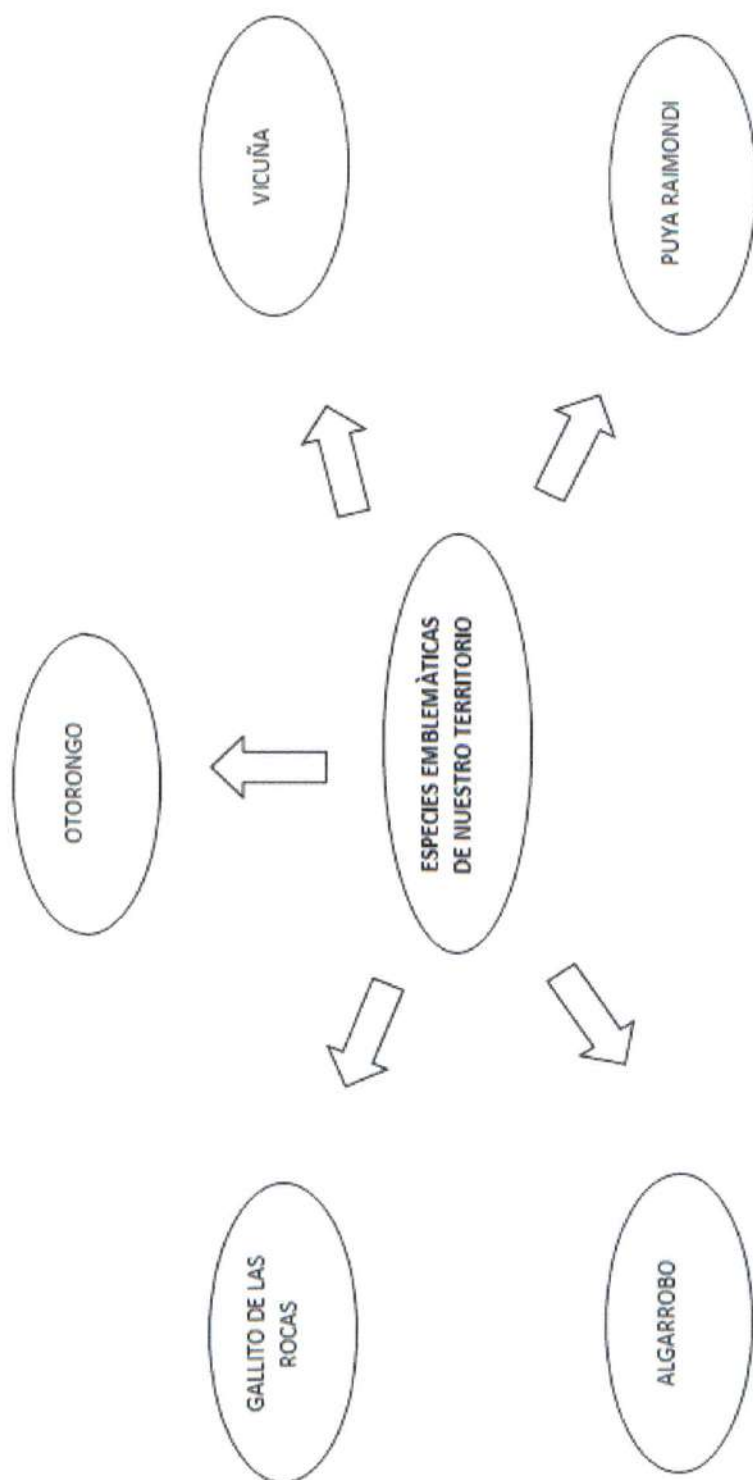 OTORONGO
GALLITO DE LAS
ROCAS
VICUÑA
ESPECIES EMBLEMÀTICAS
DE NUESTRO TERRITORIO
ALGARROBO
PUYA RAIMONDI